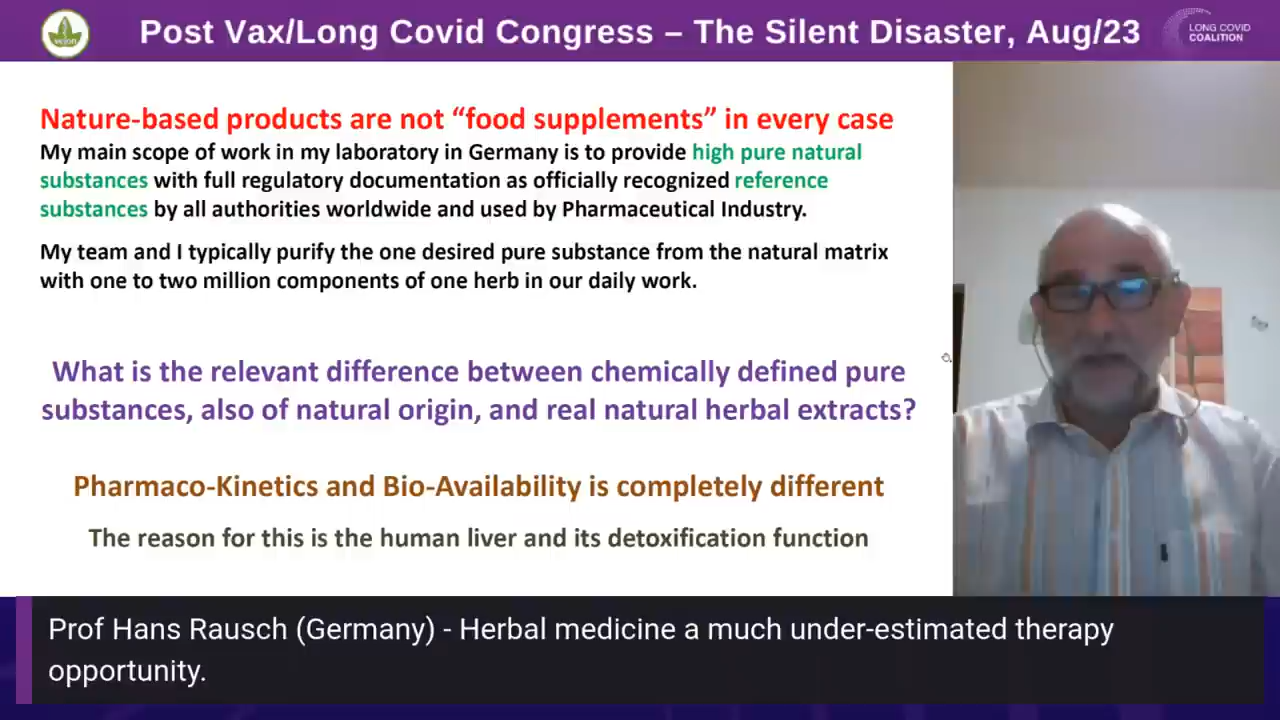 Post Vax/Long Covid Congress – The Silent Disaster, Aug/23
LONG COVID
COALITION
Nature-based products are not “food supplements” in every case
My main scope of work in my laboratory in Germany is to provide high pure natural
substances with full regulatory documentation as officially recognized reference
substances by all authorities worldwide and used by Pharmaceutical Industry.
My team and I typically purify the one desired pure substance from the natural matrix
with one to two million components of one herb in our daily work.
What is the relevant difference between chemically defined pure
substances, also of natural origin, and real natural herbal extracts?
Pharmaco-Kinetics and Bio-Availability is completely different
The reason for this is the human liver and its detoxification function
Prof Hans Rausch (Germany) - Herbal medicine a much under-estimated therapy
opportunity.